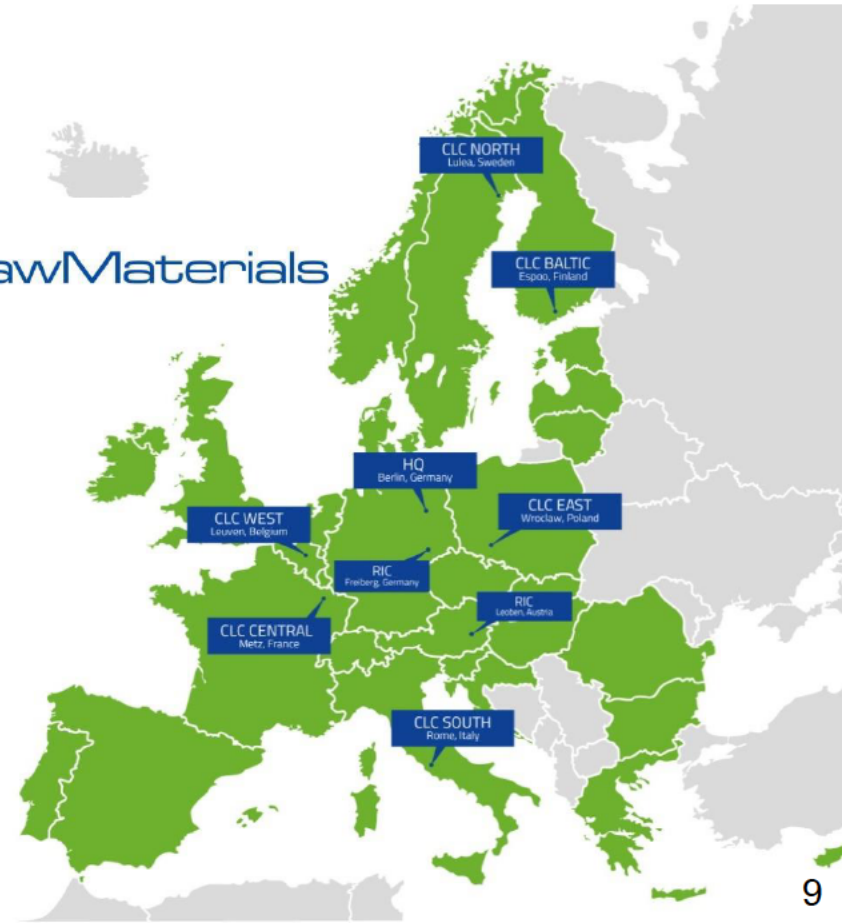 CLC NORTH
Lulea, Sweden
awMaterials
CLC BALTIC
Espoo, Finland
HQ
Berlin, Germany
CLC EAST
Wroclaw, Poland
CLC WEST
Leuven, Belgium
RIC
Freiberg, Germany
RIC
Leoben, Austria
CLC CENTRAL
Metz, France
CLC SOUTH
Rome, Italy
9